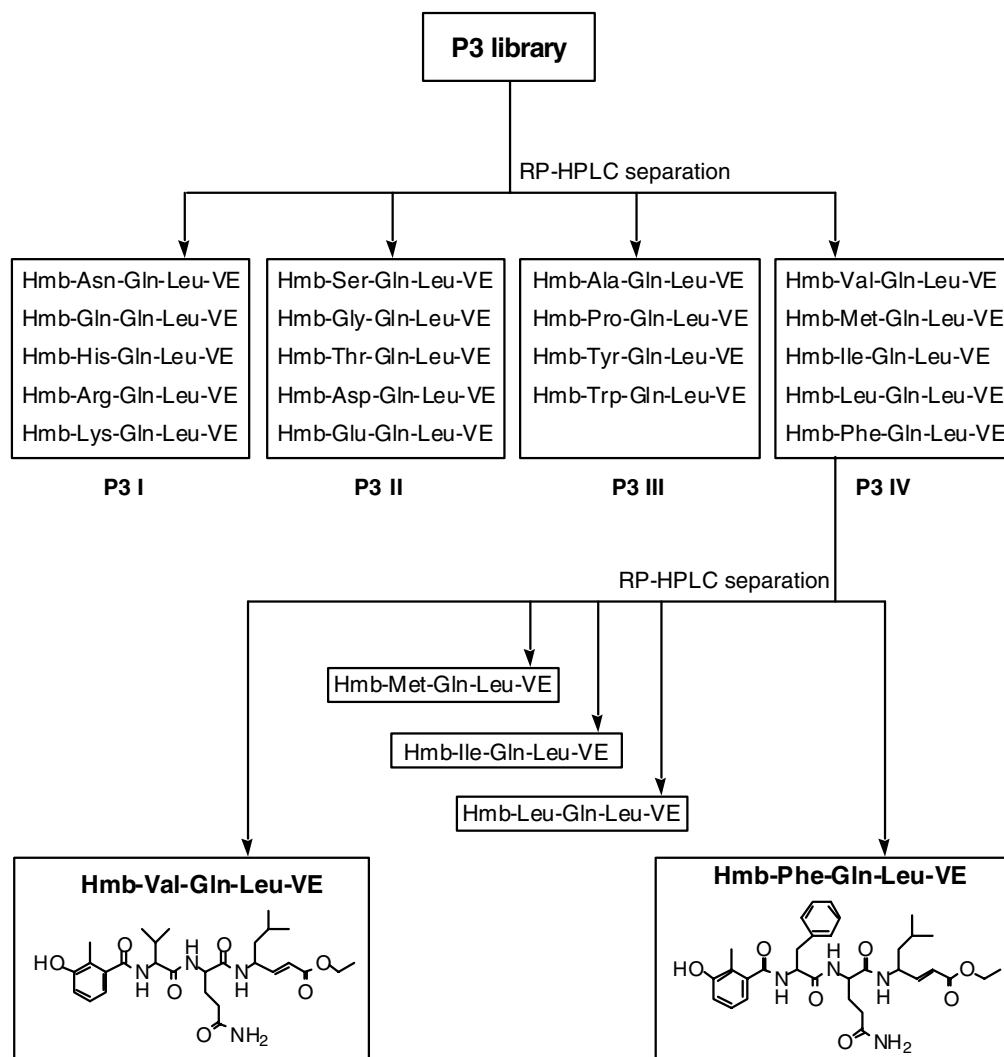 P3 library
RP-HPLC separation
Hmb-Asn-Gln-Leu-VE
Hmb-Gln-Gln-Leu-VE
Hmb-His-Gln-Leu-VE
Hmb-Arg-Gln-Leu-VE
Hmb-Lys-Gln-Leu-VE
P3 I
Hmb-Ser-Gln-Leu-VE
Hmb-Gly-Gln-Leu-VE
Hmb-Thr-Gln-Leu-VE
Hmb-Asp-Gln-Leu-VE
Hmb-Glu-Gln-Leu-VE
P3 II
Hmb-Ala-Gln-Leu-VE
Hmb-Pro-Gln-Leu-VE
Hmb-Tyr-Gln-Leu-VE
Hmb-Trp-Gln-Leu-VE
P3 III
Hmb-Val-Gln-Leu-VE
Hmb-Met-Gln-Leu-VE
Hmb-Ile-Gln-Leu-VE
Hmb-Leu-Gln-Leu-VE
Hmb-Phe-Gln-Leu-VE
P3 IV
RP-HPLC separation
Hmb-Met-Gln-Leu-VE
Hmb-Ile-Gln-Leu-VE
Hmb-Leu-Gln-Leu-VE
Hmb-Val-Gln-Leu-VE
O H O
HO N N O
N N O
H O H O
O NH2
Hmb-Phe-Gln-Leu-VE
O H O
HO N N O
N N O
H O H O
O NH2